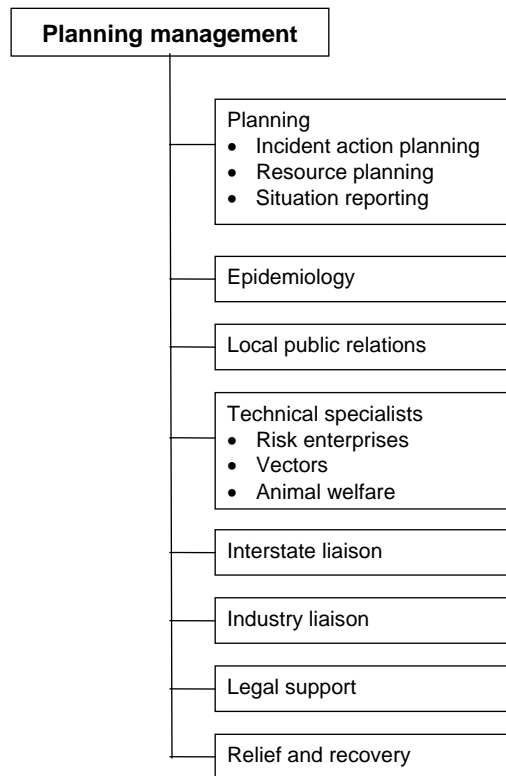 Planning management
Planning
• Incident action planning
• Resource planning
• Situation reporting
Epidemiology
Local public relations
Technical specialists
• Risk enterprises
• Vectors
• Animal welfare
Interstate liaison
Industry liaison
Legal support
Relief and recovery